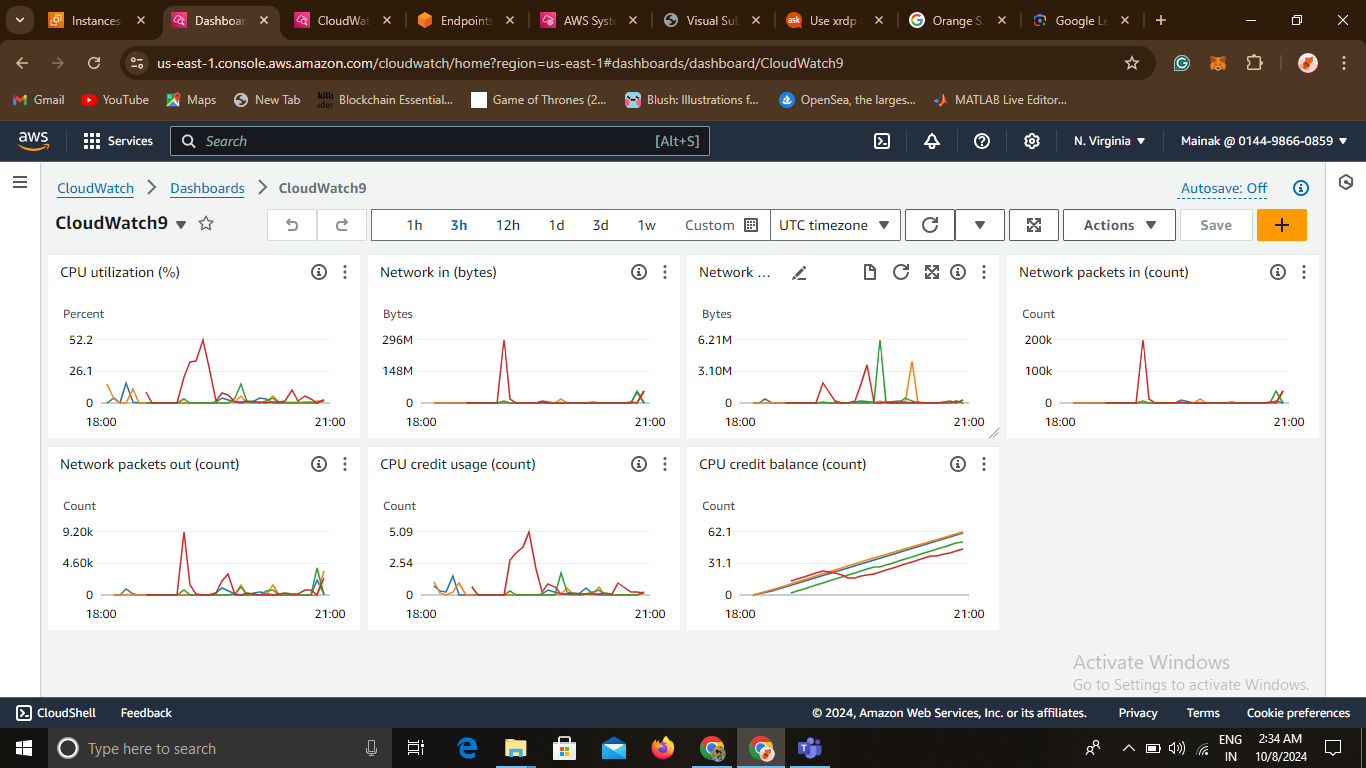 Instances
Dashboar
CloudWat
Endpoints
AWS Syst
Visual Sub
ask
Use xrdp
Orange S
Google Le
us-east-1.console.aws.amazon.com/cloudwatch/home?region=us-east-1#dashboards/dashboard/CloudWatch9
Gmail
YouTube
Maps
New Tab
Blockchain Essential...
Game of Thrones (2...
Blush: Illustrations f...
OpenSea, the larges...
MATLAB Live Editor...
aws
Services
Search
[Alt+S]
N. Virginia
Mainak @ 0144-9866-0859
CloudWatch
Dashboards
CloudWatch9
Autosave: Off
CloudWatch9
1h
3h
12h
1d
3d
1w
Custom
UTC timezone
Actions
Save
CPU utilization (%)
Percent
52.2
26.1
0
18:00
21:00
Network in (bytes)
Bytes
296M
148M
0
18:00
21:00
Network ...
Bytes
6.21M
3.10M
0
18:00
21:00
Network packets in (count)
Count
200k
100k
0
18:00
21:00
Network packets out (count)
Count
9.20k
4.60k
0
18:00
21:00
CPU credit usage (count)
Count
5.09
2.54
0
18:00
21:00
CPU credit balance (count)
Count
62.1
31.1
0
18:00
21:00
Activate Windows
Go to Settings to activate Windows.
CloudShell
Feedback
© 2024, Amazon Web Services, Inc. or its affiliates.
Privacy
Terms
Cookie preferences
Type here to search
ENG
IN
2:34 AM
10/8/2024